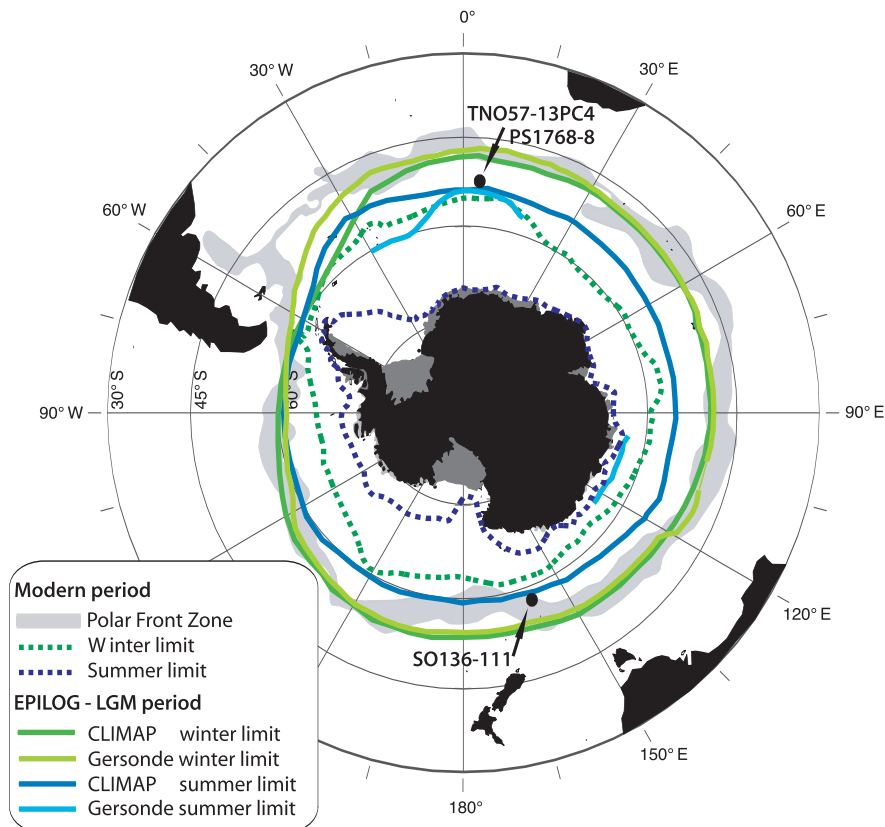 0°
30° W
30° E
TNO57-13PC4
PS1768-8
60° W
60° E
90° W
30° S
45° S
60° S
90° E
120° E
SO136-111
150° E
180°
Modern period
Polar Front Zone
Winter limit
Summer limit
EPILOG - LGM period
CLIMAP winter limit
Gersonde winter limit
CLIMAP summer limit
Gersonde summer limit